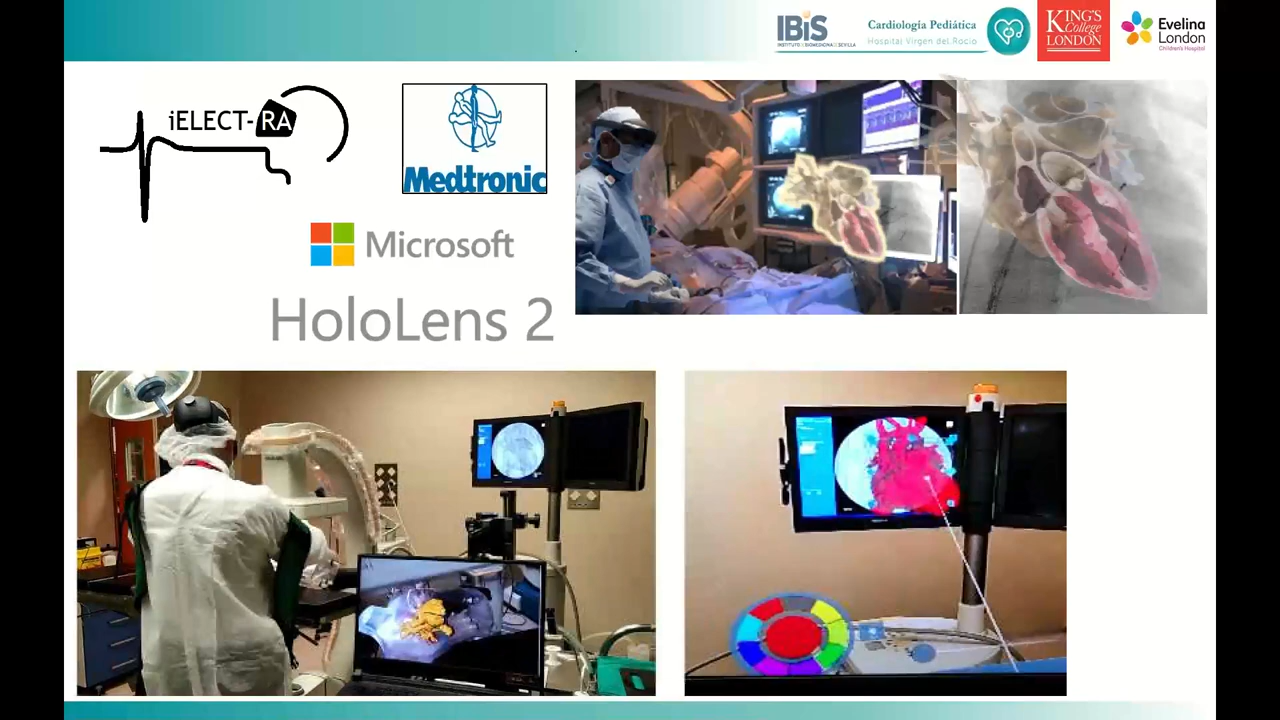 IBiS
INSTITUTO DE BIOMEDICINA DE SEVILLA
Cardiología Pediátrica
Hospital Virgen del Rocío
KING'S
College
LONDON
Evelina
London
Children's Hospital
iELECT-RA
Medtronic
Microsoft
HoloLens 2